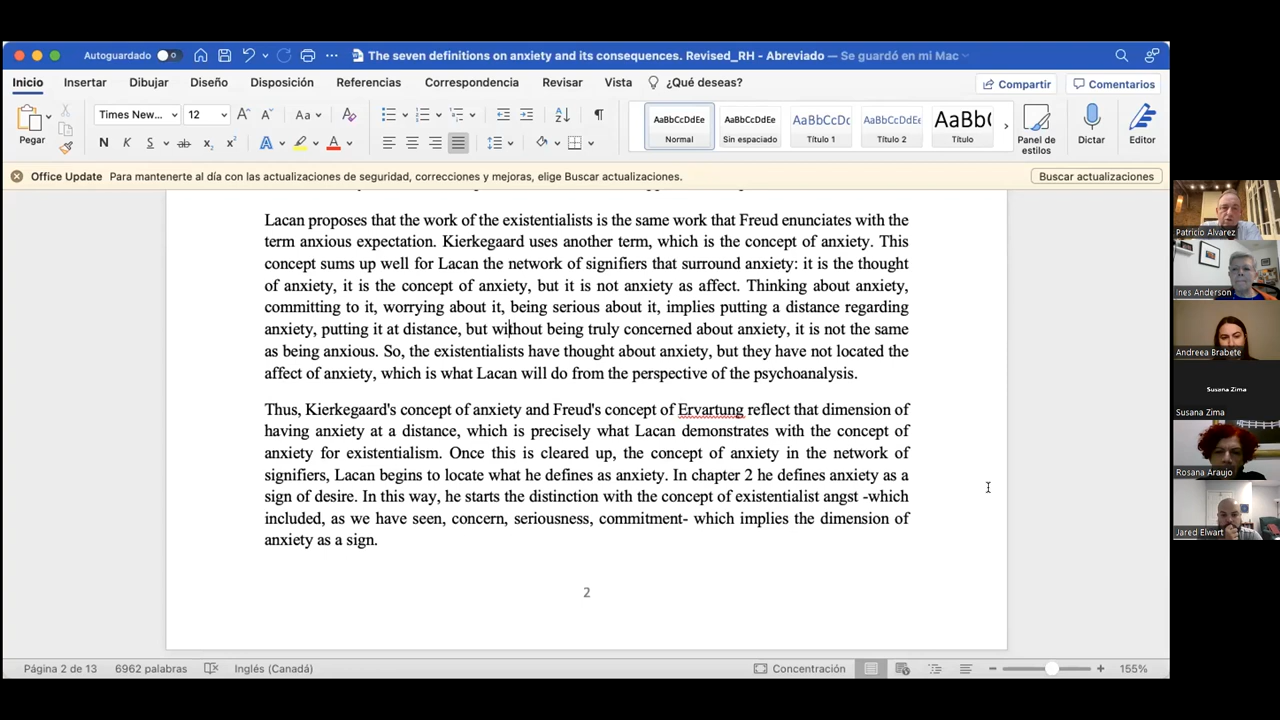 Autoguardado
The seven definitions on anxiety and its consequences. Revised_RH - Abreviado — Se guardó en mi Mac
Inicio Insertar Dibujar Diseño Disposición Referencias Correspondencia Revisar Vista ¿Qué desea?
Compartir Comentarios
Pegar
Times New... 12
AaBbCcDdEe AaBbCcDdEe AaBbCcDc AaBbCcDdEe AaBb(
Normal Sin espaciado Título 1 Título 2 Título
Panel de estilos
Dictar
Editor
Office Update Para mantenerte al día con las actualizaciones de seguridad, correcciones y mejoras, elige Buscar actualizaciones.
Buscar actualizaciones
Lacan proposes that the work of the existentialists is the same work that Freud enunciates with the
term anxious expectation. Kierkegaard uses another term, which is the concept of anxiety. This
concept sums up well for Lacan the network of signifiers that surround anxiety: it is the thought
of anxiety, it is the concept of anxiety, but it is not anxiety as affect. Thinking about anxiety,
committing to it, worrying about it, being serious about it, implies putting a distance regarding
anxiety, putting it at distance, but without being truly concerned about anxiety, it is not the same
as being anxious. So, the existentialists have thought about anxiety, but they have not located the
affect of anxiety, which is what Lacan will do from the perspective of the psychoanalysis.
Thus, Kierkegaard's concept of anxiety and Freud's concept of Ervartung reflect that dimension of
having anxiety at a distance, which is precisely what Lacan demonstrates with the concept of
anxiety for existentialism. Once this is cleared up, the concept of anxiety in the network of
signifiers, Lacan begins to locate what he defines as anxiety. In chapter 2 he defines anxiety as a
sign of desire. In this way, he starts the distinction with the concept of existentialist angst -which
included, as we have seen, concern, seriousness, commitment- which implies the dimension of
anxiety as a sign.
2
Página 2 de 13 6962 palabras Inglés (Canadá)
Concentración
155%
Patricio Alvarez
Ines Anderson
Andreea Brabete
Susana Zima
Susana Zima
Rosana Araujo
Jared Elwart